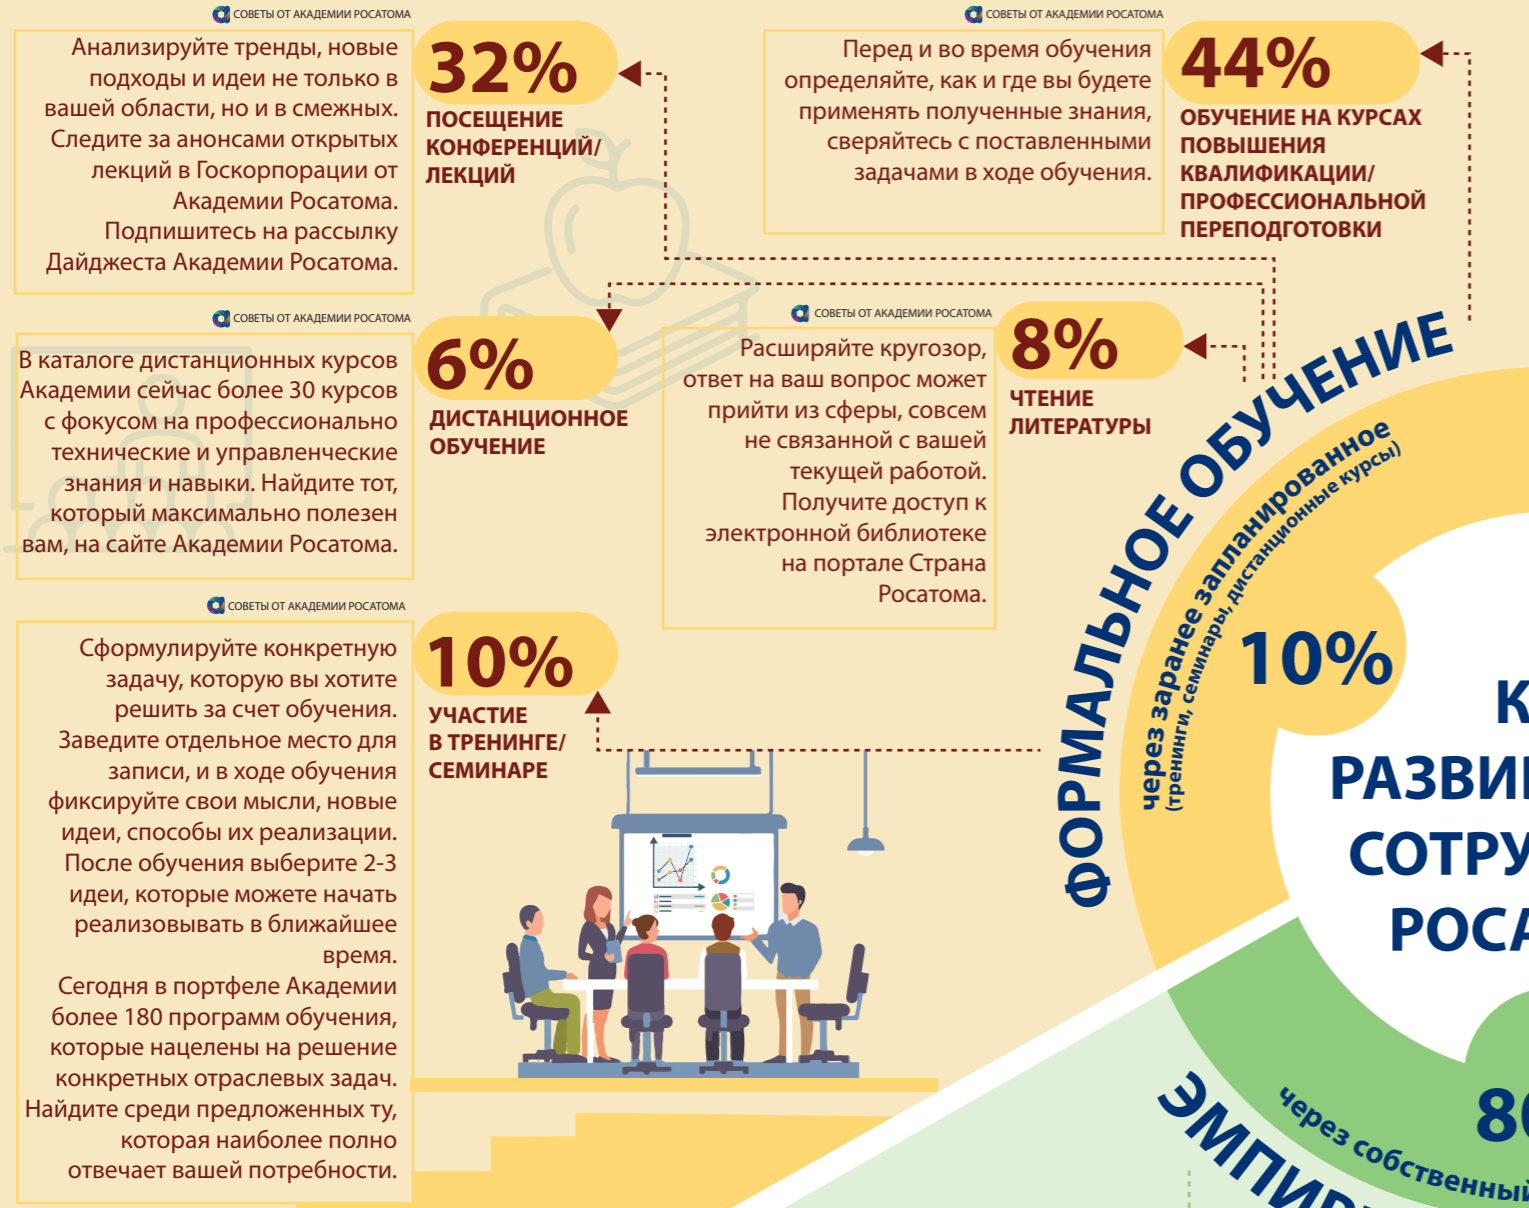 СОВЕТЫ ОТ АКАДЕМИИ РОСАТОМА
Анализируйте тренды, новые
подходы и идеи не только в
вашей области, но и в смежных.
Следите за анонсами открытых
лекций в Госкорпорации от
Академии Росатома.
Подпишитесь на рассылку
Дайджеста Академии Росатома.
32%
ПОСЕЩЕНИЕ
КОНФЕРЕНЦИЙ/
ЛЕКЦИЙ
СОВЕТЫ ОТ АКАДЕМИИ РОСАТОМА
Перед и во время обучения
определяйте, как и где вы будете
применять полученные знания,
сверяйтесь с поставленными
задачами в ходе обучения.
44%
ОБУЧЕНИЕ НА КУРСАХ
ПОВЫШЕНИЯ
КВАЛИФИКАЦИИ/
ПРОФЕССИОНАЛЬНОЙ
ПЕРЕПОДГОТОВКИ
СОВЕТЫ ОТ АКАДЕМИИ РОСАТОМА
В каталоге дистанционных курсов
Академии сейчас более 30 курсов
с фокусом на профессионально
технические и управленческие
знания и навыки. Найдите тот,
который максимально полезен
вам, на сайте Академии Росатома.
6%
ДИСТАНЦИОННОЕ
ОБУЧЕНИЕ
СОВЕТЫ ОТ АКАДЕМИИ РОСАТОМА
Расширяйте кругозор,
ответ на ваш вопрос может
прийти из сферы, совсем
не связанной с вашей
текущей работой.
Получите доступ к
электронной библиотеке
на портале Страна
Росатома.
8%
ЧТЕНИЕ
ЛИТЕРАТУРЫ
СОВЕТЫ ОТ АКАДЕМИИ РОСАТОМА
Сформулируйте конкретную
задачу, которую вы хотите
решить за счет обучения.
Заведите отдельное место для
записи, и в ходе обучения
фиксируйте свои мысли, новые
идеи, способы их реализации.
После обучения выберите 2-3
идеи, которые можете начать
реализовывать в ближайшее
время.
Сегодня в портфеле Академии
более 180 программ обучения,
которые нацелены на решение
конкретных отраслевых задач.
Найдите среди предложенных ту,
которая наиболее полно
отвечает вашей потребности.
10%
УЧАСТИЕ
В ТРЕНИНГЕ/
СЕМИНАРЕ
ФОРМАЛЬНОЕ ОБУЧЕНИЕ
через заранее запланированное
(тренинги, семинары, дистанционные курсы)
10%
К
РАЗВИ
СОТРУ
РОСА
8
ЭМПИР
через собственный